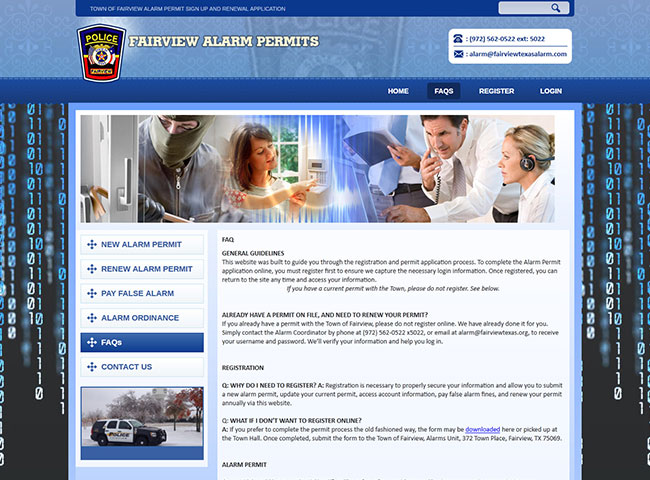 TOWN OF FAIRVIEW ALARM PERMIT SIGN UP AND RENEWAL APPLICATION
POLICE
FAIRVIEW
FAIRVIEW ALARM PERMITS
: (972) 562-0522 ext: 5022
: alarm@fairviewtexasalarm.com
HOME FAQS REGISTER LOGIN
NEW ALARM PERMIT
RENEW ALARM PERMIT
PAY FALSE ALARM
ALARM ORDINANCE
FAQs
CONTACT US
POLICE
FAQ
GENERAL GUIDELINES
This website was built to guide you through the registration and permit application process. To complete the Alarm Permit
application online, you must register first to ensure we capture the necessary login information. Once registered, you can
return to the site any time and access your information.
If you have a current permit with the Town, please do not register. See below.
ALREADY HAVE A PERMIT ON FILE, AND NEED TO RENEW YOUR PERMIT?
If you already have a permit with the Town of Fairview, please do not register online. We have already done it for you.
Simply contact the Alarm Coordinator by phone at (972) 562-0522 x5022, or email at alarm@fairviewtexas.org, to receive
your username and password. We'll verify your information and help you log in.
REGISTRATION
Q: WHY DO I NEED TO REGISTER? A: Registration is necessary to properly secure your information and allow you to submit
a new alarm permit, update your current permit, access account information, pay false alarm fines, and renew your permit
annually via this website.
Q: WHAT IF I DON'T WANT TO REGISTER ONLINE?
A: If you prefer to complete the permit process the old fashioned way, the form may be downloaded here or picked up at
the Town Hall. Once completed, submit the form to the Town of Fairview, Alarms Unit, 372 Town Place, Fairview, TX 75069.
ALARM PERMIT